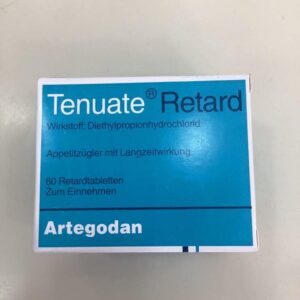 Tenuate® Retard
Wirkstoff: Diethylpropionhydrochlorid
Appetitzügler mit Langzeitwirkung
60 Retardtabletten
Zum Einnehmen
Artegodan